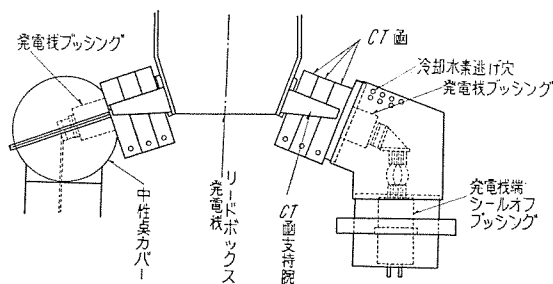 発電機ブッシング
CT函
冷却水素逃げ穴
発電機ブッシング
中性点カバー
発電機
リードボックス
CT函支持腕
発電機端
シールオフ
ブッシング